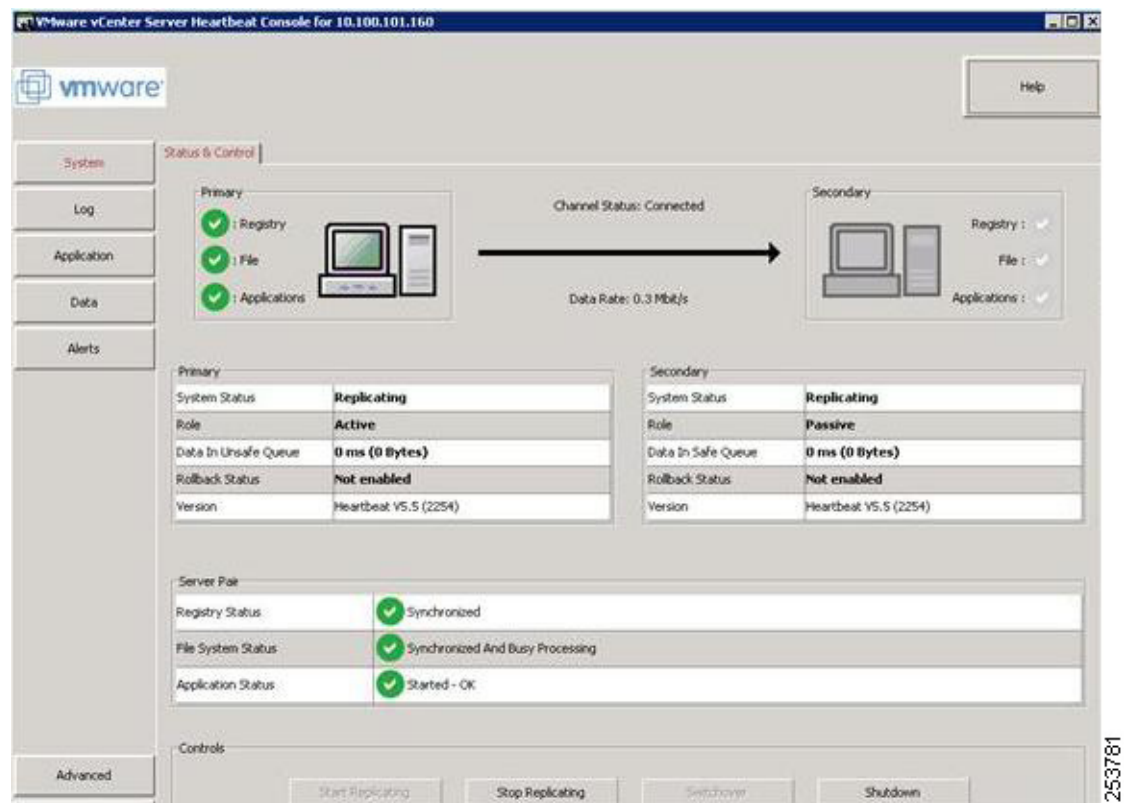 VMware vCenter Server Heartbeat Console for 10.100.101.160
vmware
Help
System
Log
Application
Data
Alerts
Advanced
Status & Control
Primary
: Registry
: File
: Applications
Channel Status: Connected
Data Rate: 0.3 Mbit/s
Secondary
Registry :
File :
Applications :
Primary
System Status Replicating
Role Active
Data In Unsafe Queue 0 ms (0 Bytes)
Rollback Status Not enabled
Version Heartbeat V5.5 (2254)
Secondary
System Status Replicating
Role Passive
Data In Safe Queue 0 ms (0 Bytes)
Rollback Status Not enabled
Version Heartbeat V5.5 (2254)
Server Pair
Registry Status Synchronized
File System Status Synchronized And Busy Processing
Application Status Started - OK
Controls
Start Replicating Stop Replicating Switchover Shutdown
253781